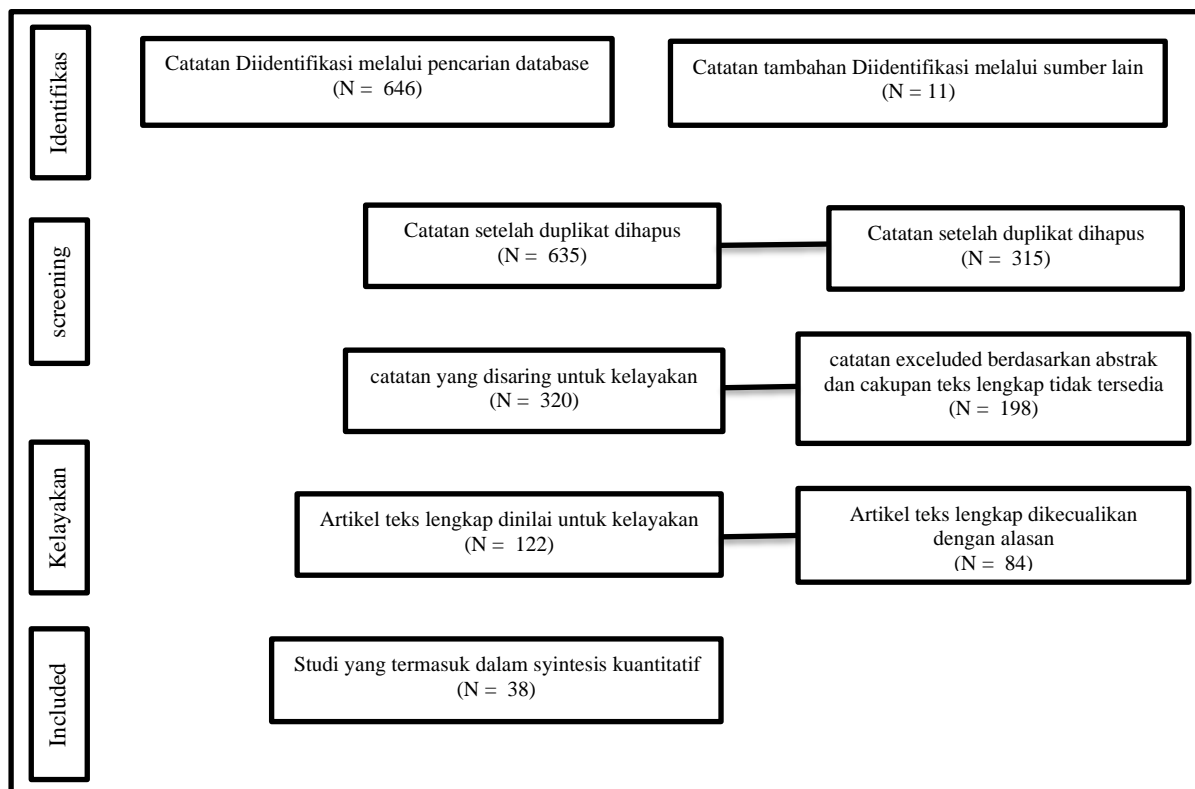 Identifikas
Catatan Diidentifikasi melalui pencarian database
(N = 646)
Catatan tambahan Diidentifikasi melalui sumber lain
(N = 11)
screening
Catatan setelah duplikat dihapus
(N = 635)
Catatan setelah duplikat dihapus
(N = 315)
catatan yang disaring untuk kelayakan
(N = 320)
catatan exceluded berdasarkan abstrak
dan cakupan teks lengkap tidak tersedia
(N = 198)
Kelayakan
Artikel teks lengkap dinilai untuk kelayakan
(N = 122)
Artikel teks lengkap dikecualikan
dengan alasan
(N = 84)
Included
Studi yang termasuk dalam syintesis kuantitatif
(N = 38)